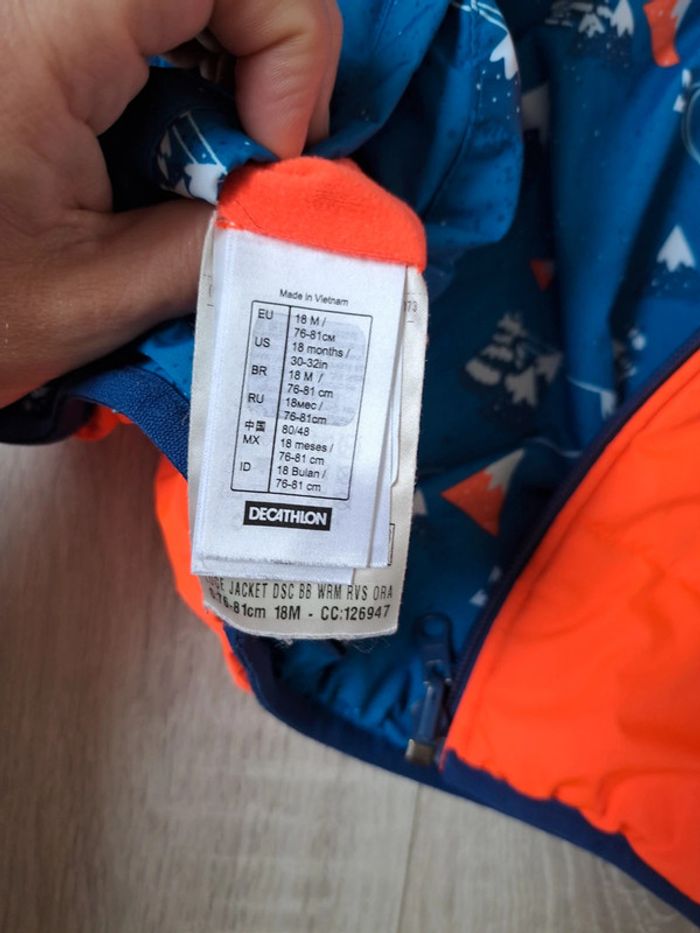 Made in Vietnam
EU 18 M /
76-81см
US 18 months /
30-32in
BR 18 M /
76-81 cm
RU 18мес /
76-81cm
中国 80/48
MX 18 meses /
76-81 cm
ID 18 Bulan /
76-81 cm
DECATHLON
JACKET DSC BB WRM RVS ORA
76-81cm 18M - CC:126947